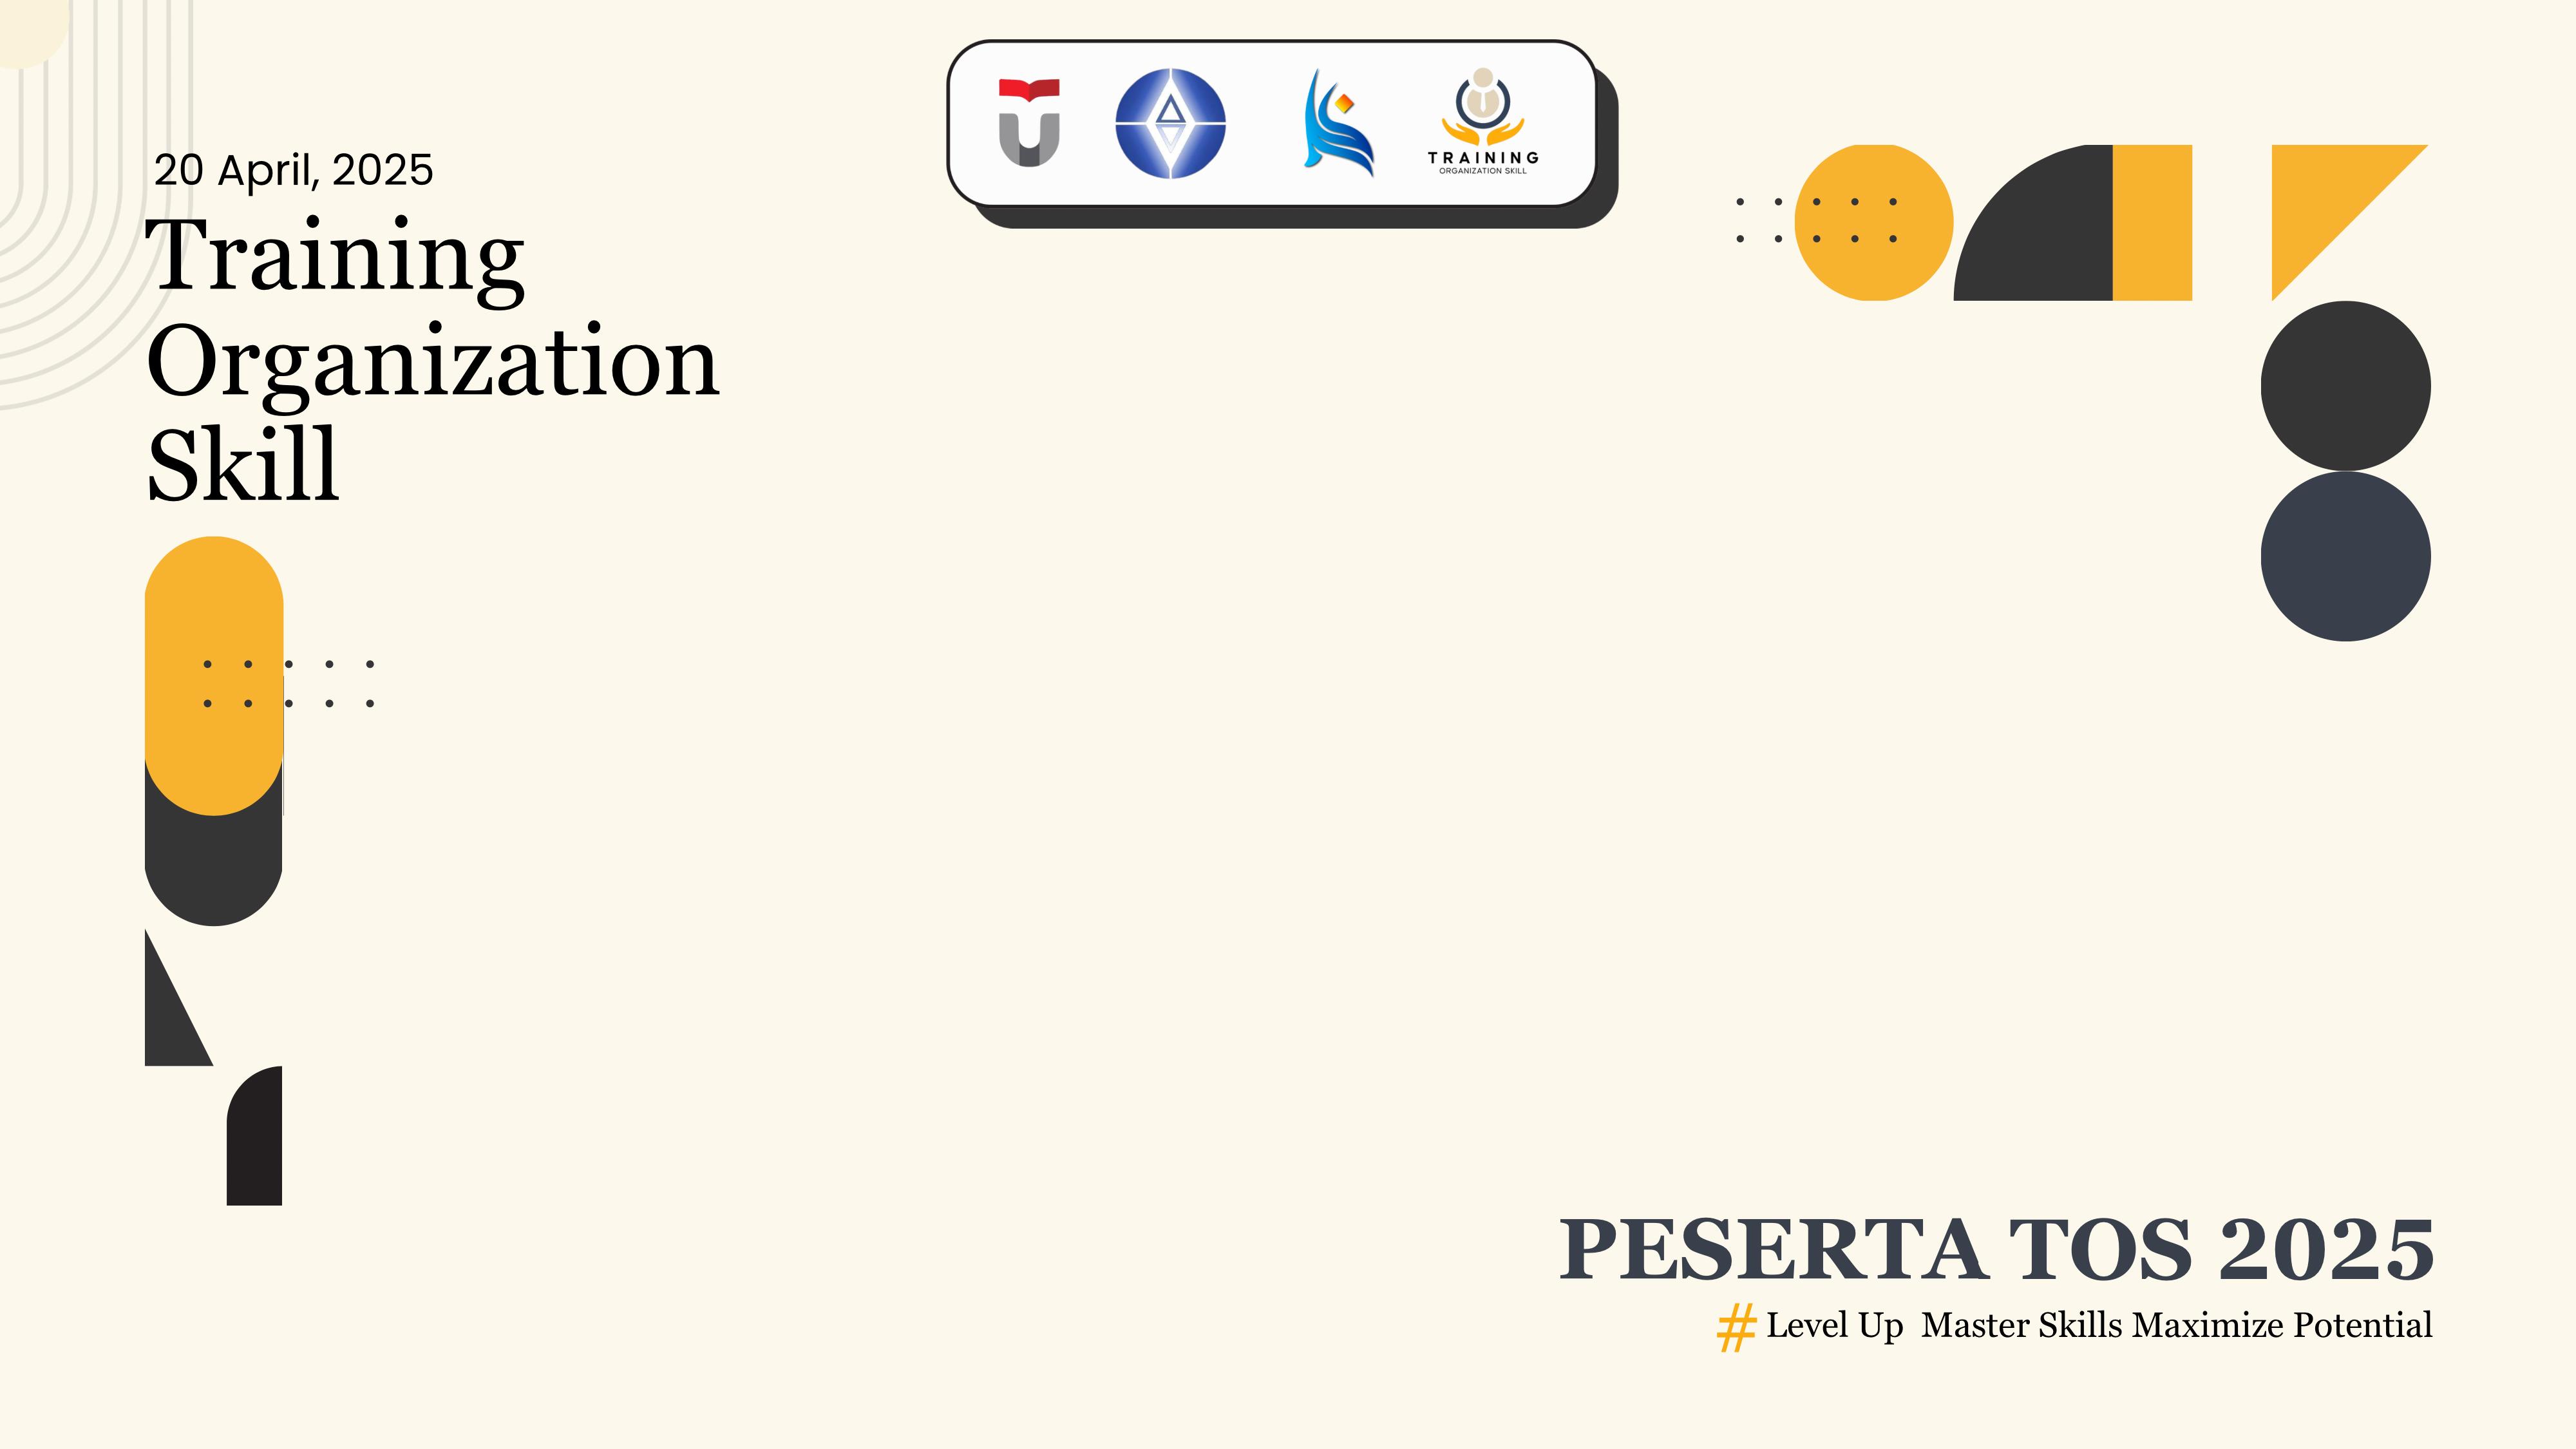 20 April, 2025
Training
Organization
Skill
TRAINING
ORGANIZATION SKILL
PESERTA TOS 2025
# Level Up  Master Skills Maximize Potential